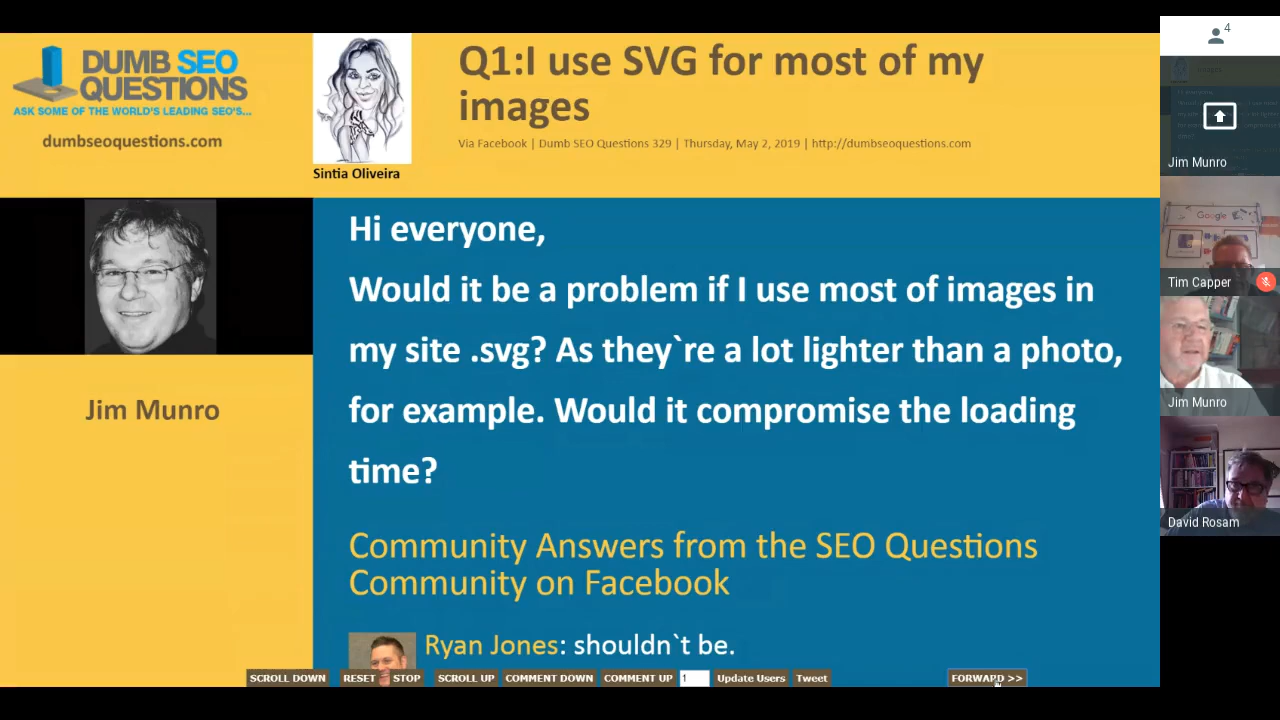 DUMB SEO
QUESTIONS
ASK SOME OF THE WORLD'S LEADING SEO'S...
dumbseoquestions.com
Sintia Oliveira
Q1:I use SVG for most of my
images
Via Facebook | Dumb SEO Questions 329 | Thursday, May 2, 2019 | http://dumbseoquestions.com
Jim Munro
Hi everyone,
Would it be a problem if I use most of images in
my site .svg? As they`re a lot lighter than a photo,
for example. Would it compromise the loading
time?
Community Answers from the SEO Questions
Community on Facebook
Ryan Jones: shouldn`t be.
SCROLL DOWN RESET STOP SCROLL UP COMMENT DOWN COMMENT UP 1 Update Users Tweet FORWARD >>
4
Jim Munro
Google
Tim Capper
Jim Munro
David Rosam